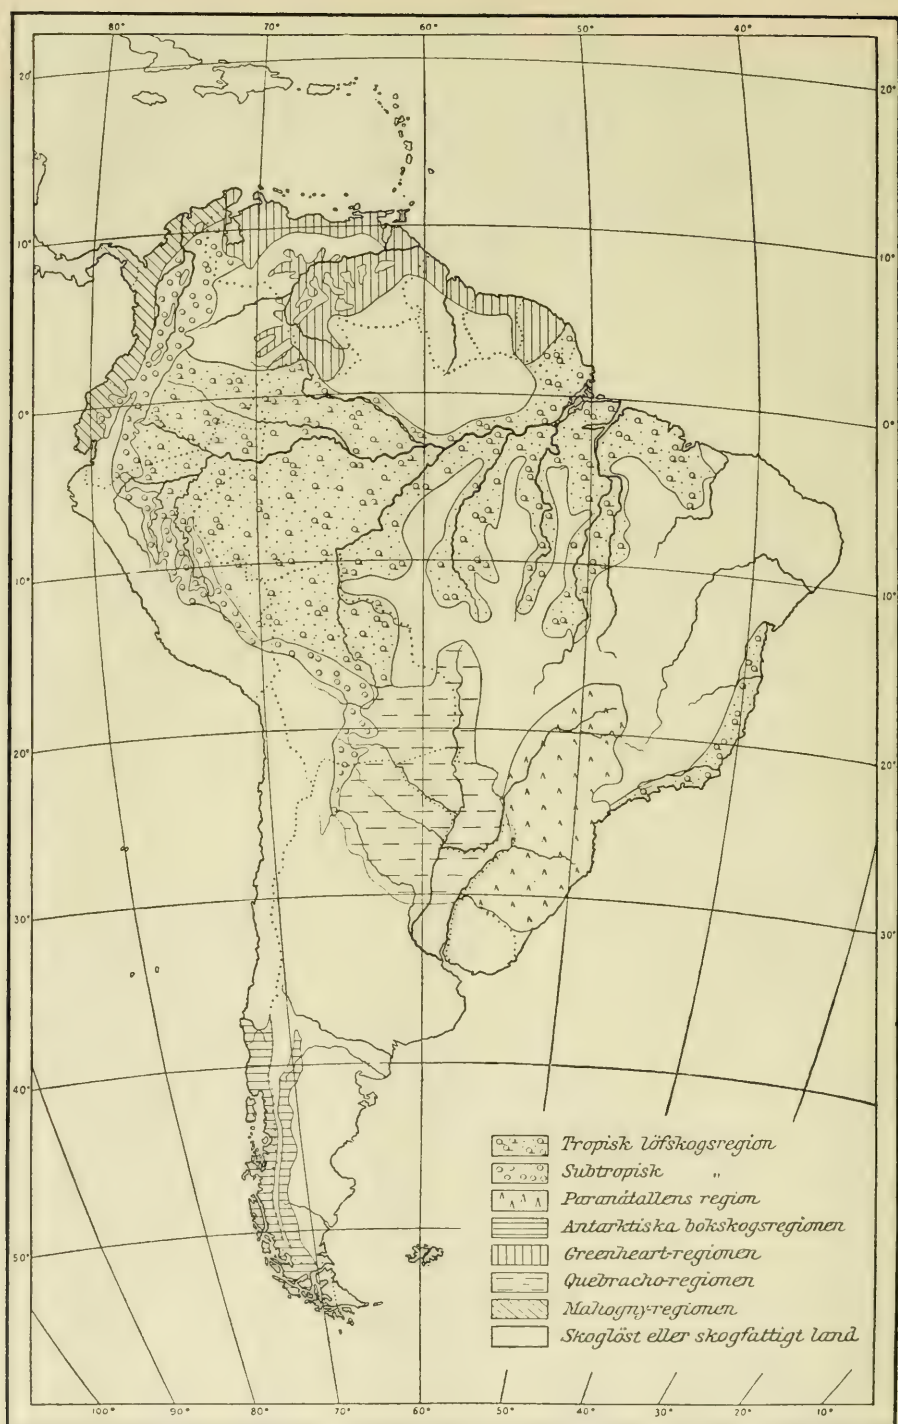 80° 70° 60° 50° 40°
20° 20°
10° 10°
0° 0°
10° 10°
20° 20°
30° 30°
40°
50°
Tropisk löfskogsregion
Subtropisk „
Paranátallens region
Antarktiska bokskogsregionen
Greenheart-regionen
Quebracho-regionen
Mahogny-regionen
Skoglöst eller skogfattigt land
100° 90° 80° 70° 60° 50° 40° 30° 20° 10°